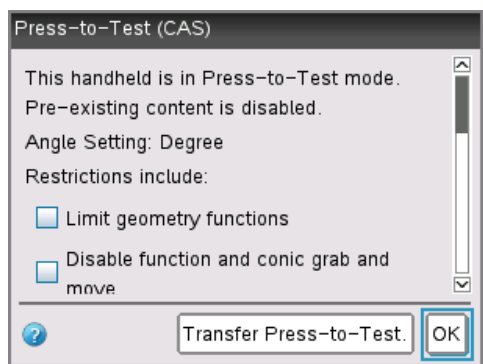 Press-to-Test (CAS)
This handheld is in Press-to-Test mode.
Pre-existing content is disabled.
Angle Setting: Degree
Restrictions include:
Limit geometry functions
Disable function and conic grab and
move
?
Transfer Press-to-Test.
OK